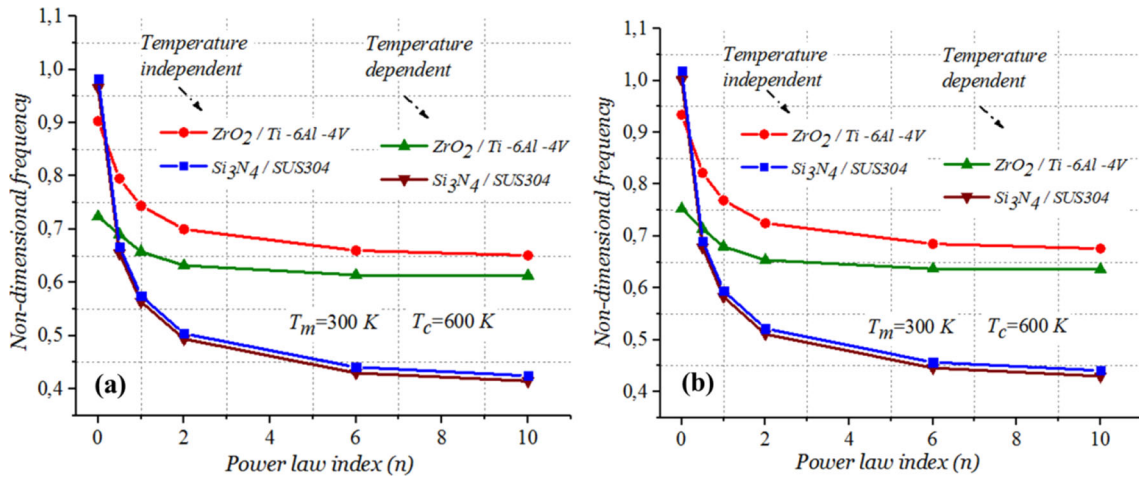 1,1
1,0
0,9
0,8
0,7
0,6
0,5
0,4
Non-dimensional frequency
Temperature
independent
Temperature
dependent
ZrO2 / Ti -6Al -4V
Si3N4 / SUS304
ZrO2 / Ti -6Al -4V
Si3N4 / SUS304
Tm=300 K Tc=600 K
(a)
0 2 4 6 8 10
Power law index (n)
1,1
1,0
0,9
0,8
0,7
0,6
0,5
0,4
Non-dimensional frequency
Temperature
independent
Temperature
dependent
ZrO2 / Ti -6Al -4V
Si3N4 / SUS304
ZrO2 / Ti -6Al -4V
Si3N4 / SUS304
Tm=300 K Tc=600 K
(b)
0 2 4 6 8 10
Power law index (n)